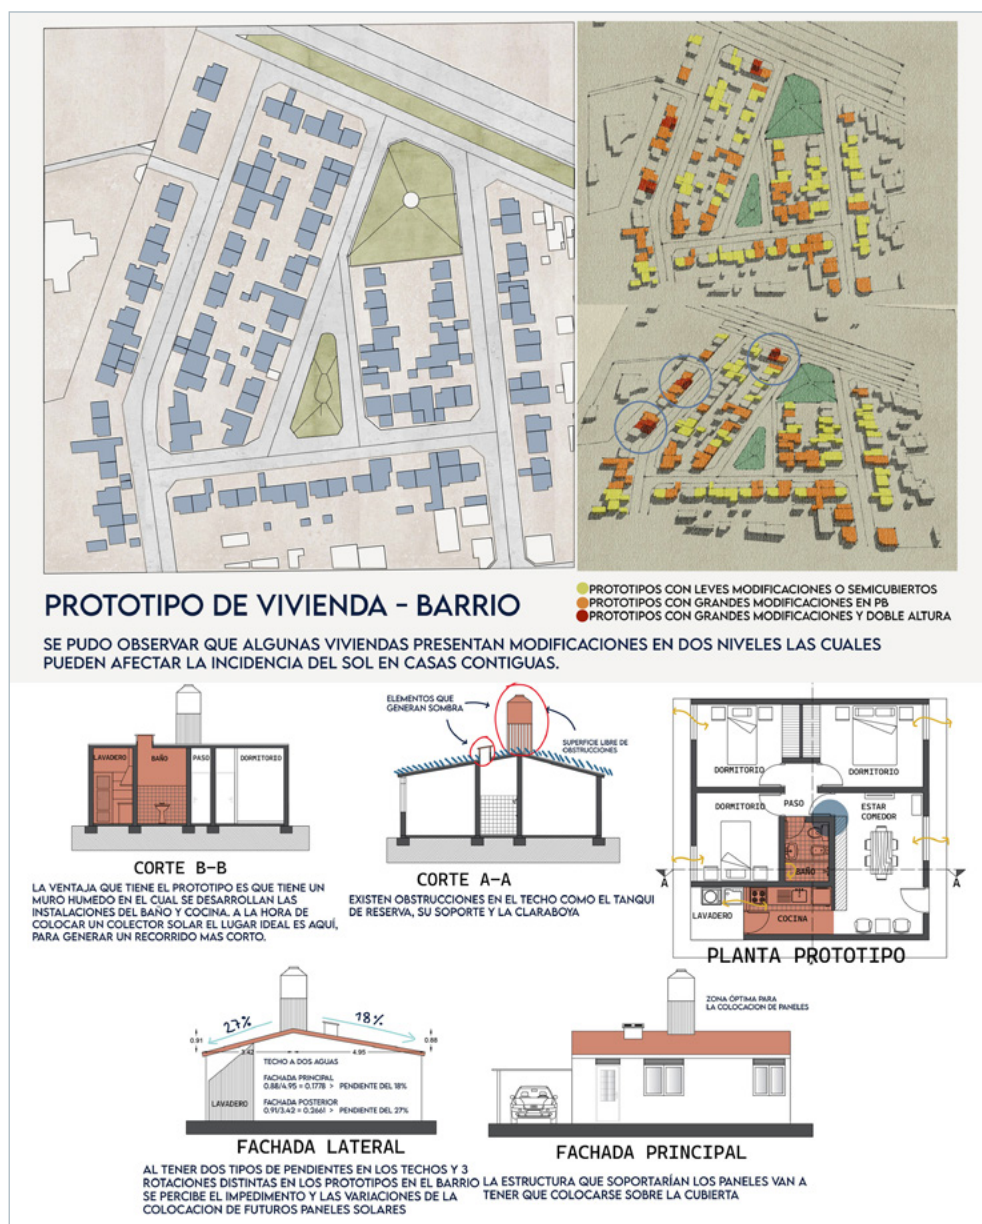 PROTOTIPO DE VIVIENDA - BARRIO
PROTOTIPOS CON LEVES MODIFICACIONES O SEMICUBIERTOS
PROTOTIPOS CON GRANDES MODIFICACIONES EN PB
PROTOTIPOS CON GRANDES MODIFICACIONES Y DOBLE ALTURA
SE PUDO OBSERVAR QUE ALGUNAS VIVIENDAS PRESENTAN MODIFICACIONES EN DOS NIVELES LAS CUALES
PUEDEN AFECTAR LA INCIDENCIA DEL SOL EN CASAS CONTIGUAS.
LAVADERO
BAÑO
PASO
DORMITORIO
CORTE B-B
LA VENTAJA QUE TIENE EL PROTOTIPO ES QUE TIENE UN
MURO HUMEDO EN EL CUAL SE DESARROLLAN LAS
INSTALACIONES DEL BAÑO Y COCINA. A LA HORA DE
COLOCAR UN COLECTOR SOLAR EL LUGAR IDEAL ES AQUÍ,
PARA GENERAR UN RECORRIDO MAS CORTO.
ELEMENTOS QUE
GENERAN SOMBRA
SUPERFICIE LIBRE DE
OBSTRUCCIONES
CORTE A-A
EXISTEN OBSTRUCCIONES EN EL TECHO COMO EL TANQUE
DE RESERVA, SU SOPORTE Y LA CLARABOYA
DORMITORIO
DORMITORIO
DORMITORIO
PASO
ESTAR
COMEDOR
BAÑO
A
A
LAVADERO
COCINA
PLANTA PROTOTIPO
27%
18%
0.91
0.88
3.42
4.95
TECHO A DOS AGUAS
FACHADA PRINCIPAL
0.88/4.95 = 0.1778 > PENDIENTE DEL 18%
FACHADA POSTERIOR
0.91/3.42 = 0.2661 > PENDIENTE DEL 27%
LAVADERO
FACHADA LATERAL
AL TENER DOS TIPOS DE PENDIENTES EN LOS TECHOS Y 3
ROTACIONES DISTINTAS EN LOS PROTOTIPOS EN EL BARRIO
SE PERCIBE EL IMPEDIMENTO Y LAS VARIACIONES DE LA
COLOCACION DE FUTUROS PANELES SOLARES
ZONA ÓPTIMA PARA
LA COLOCACION DE PANELES
FACHADA PRINCIPAL
LA ESTRUCTURA QUE SOPORTARÍAN LOS PANELES VAN A
TENER QUE COLOCARSE SOBRE LA CUBIERTA